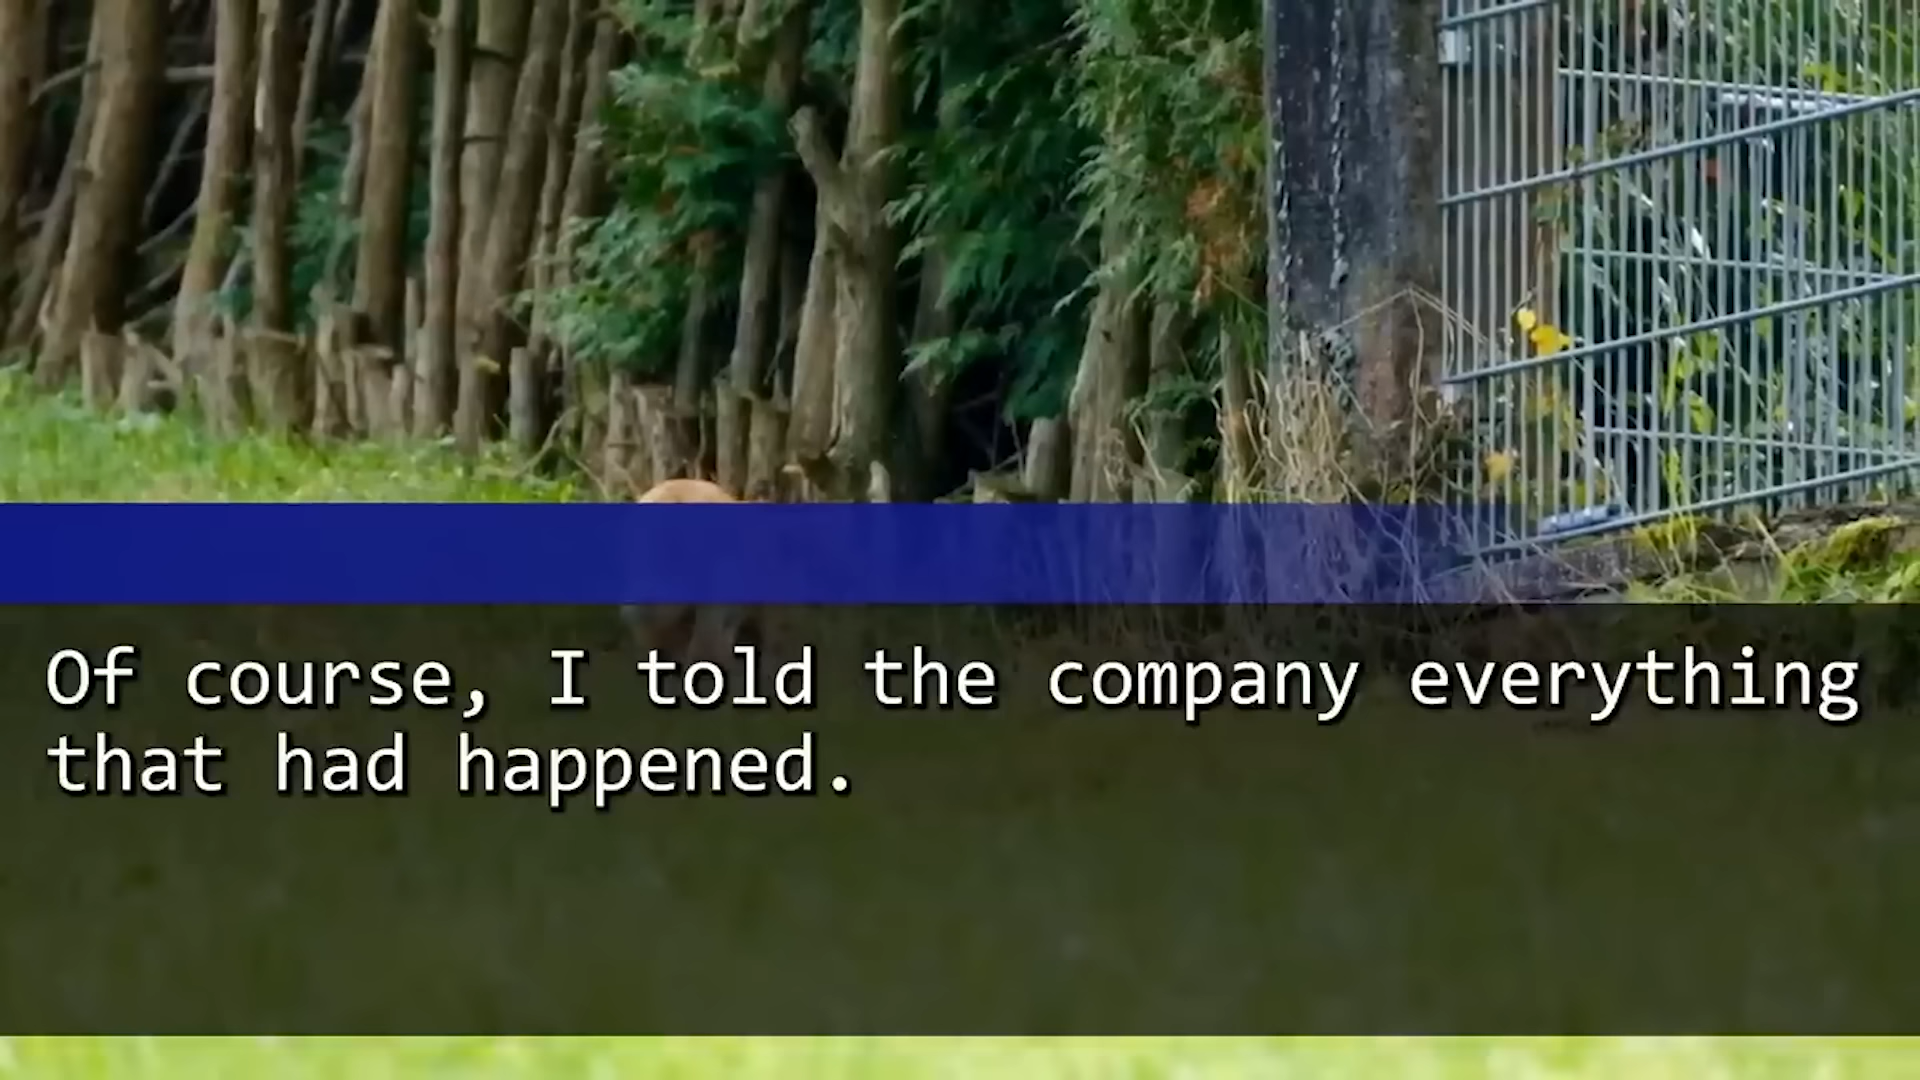 Of course, I told the company everything
that had happened.